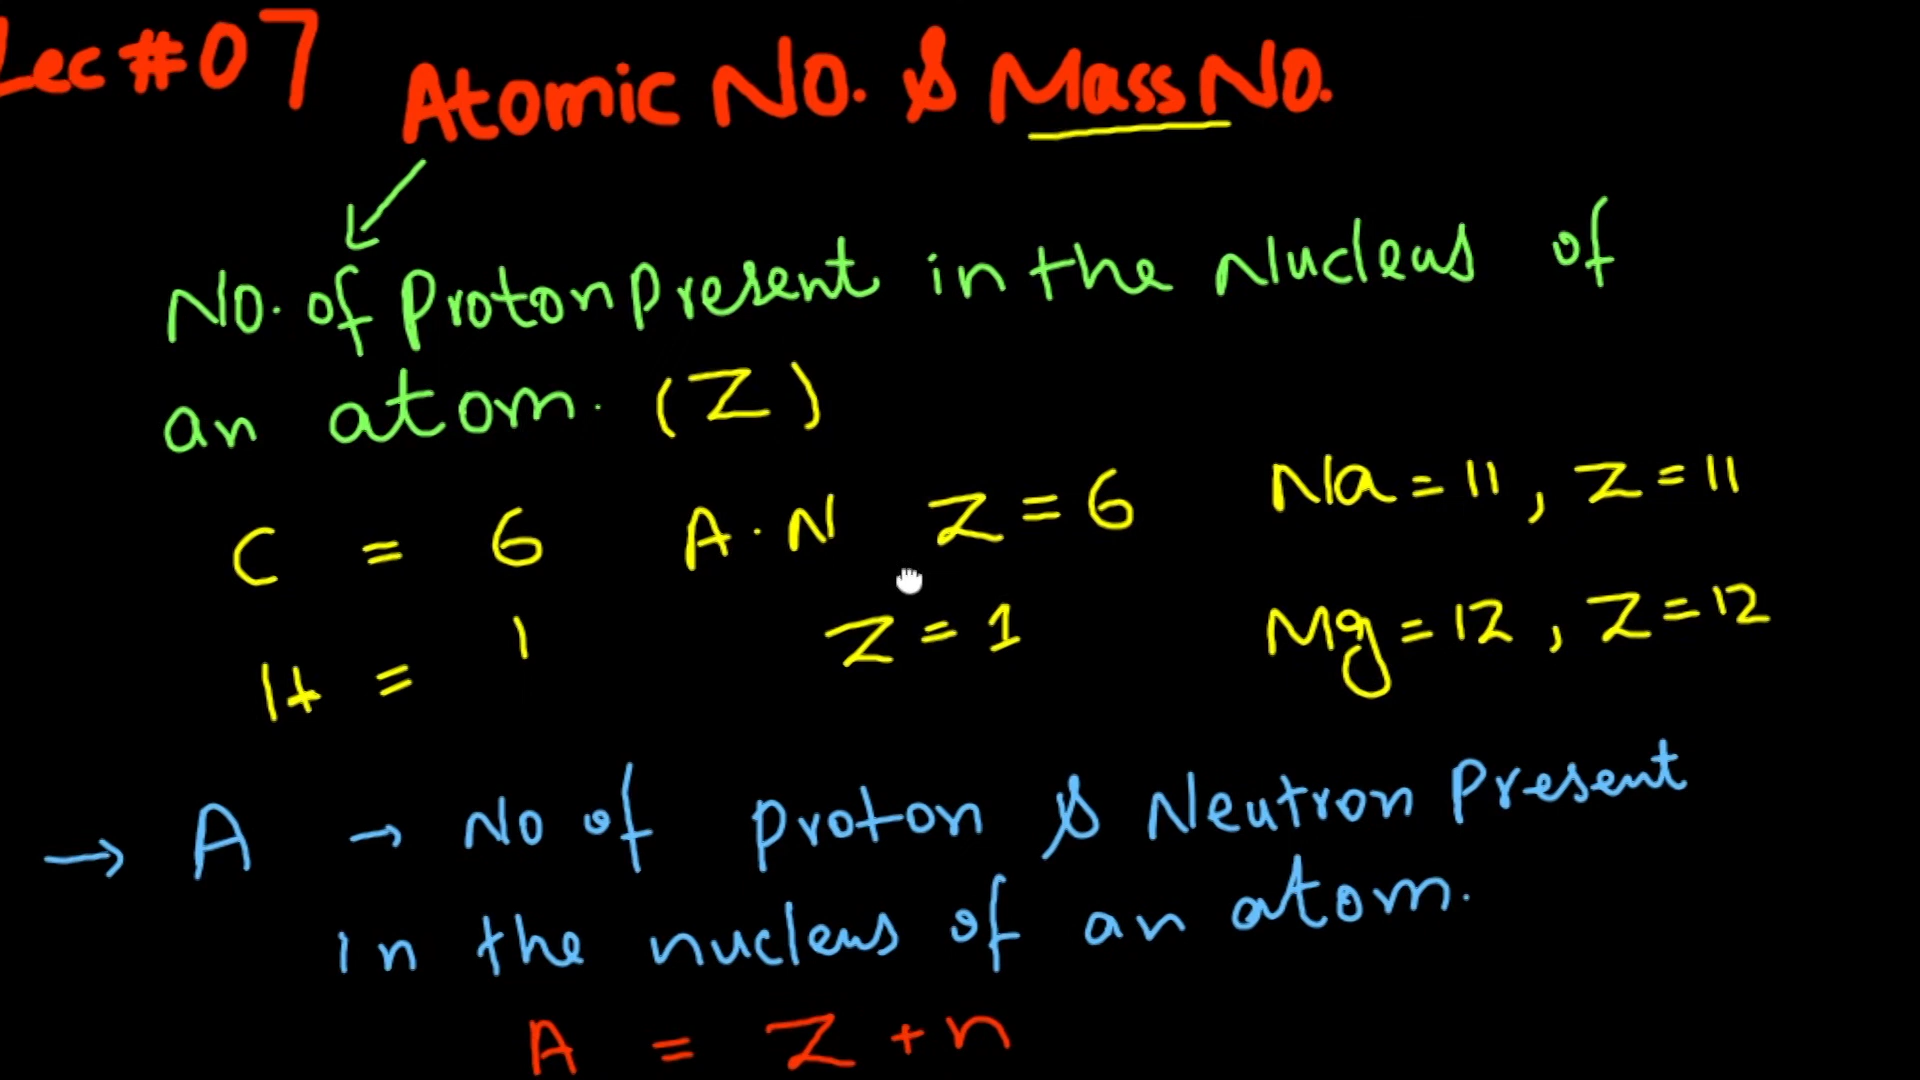 Lec #07
Atomic No. & Mass No.
No. of Proton Present in the Nucleus of
an atom. (Z)
C = 6 A.N Z = 6 Na = 11, Z = 11
H = 1 Z = 1 Mg = 12, Z = 12
→ A → No of Proton & Neutron Present
in the nucleus of an atom.
A = Z + n